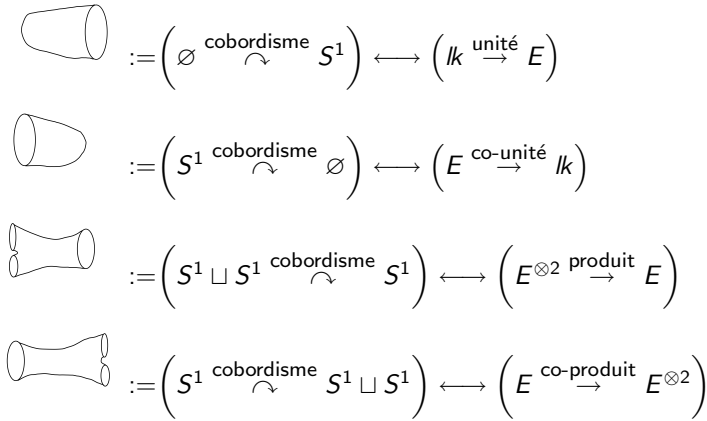 := (∅ cobordisme ↷ S¹) ⟷ (𝕜 unité → E)
:= (S¹ cobordisme ↷ ∅) ⟷ (E co-unité → 𝕜)
:= (S¹ ⊔ S¹ cobordisme ↷ S¹) ⟷ (E⊗² produit → E)
:= (S¹ cobordisme ↷ S¹ ⊔ S¹) ⟷ (E co-produit → E⊗²)